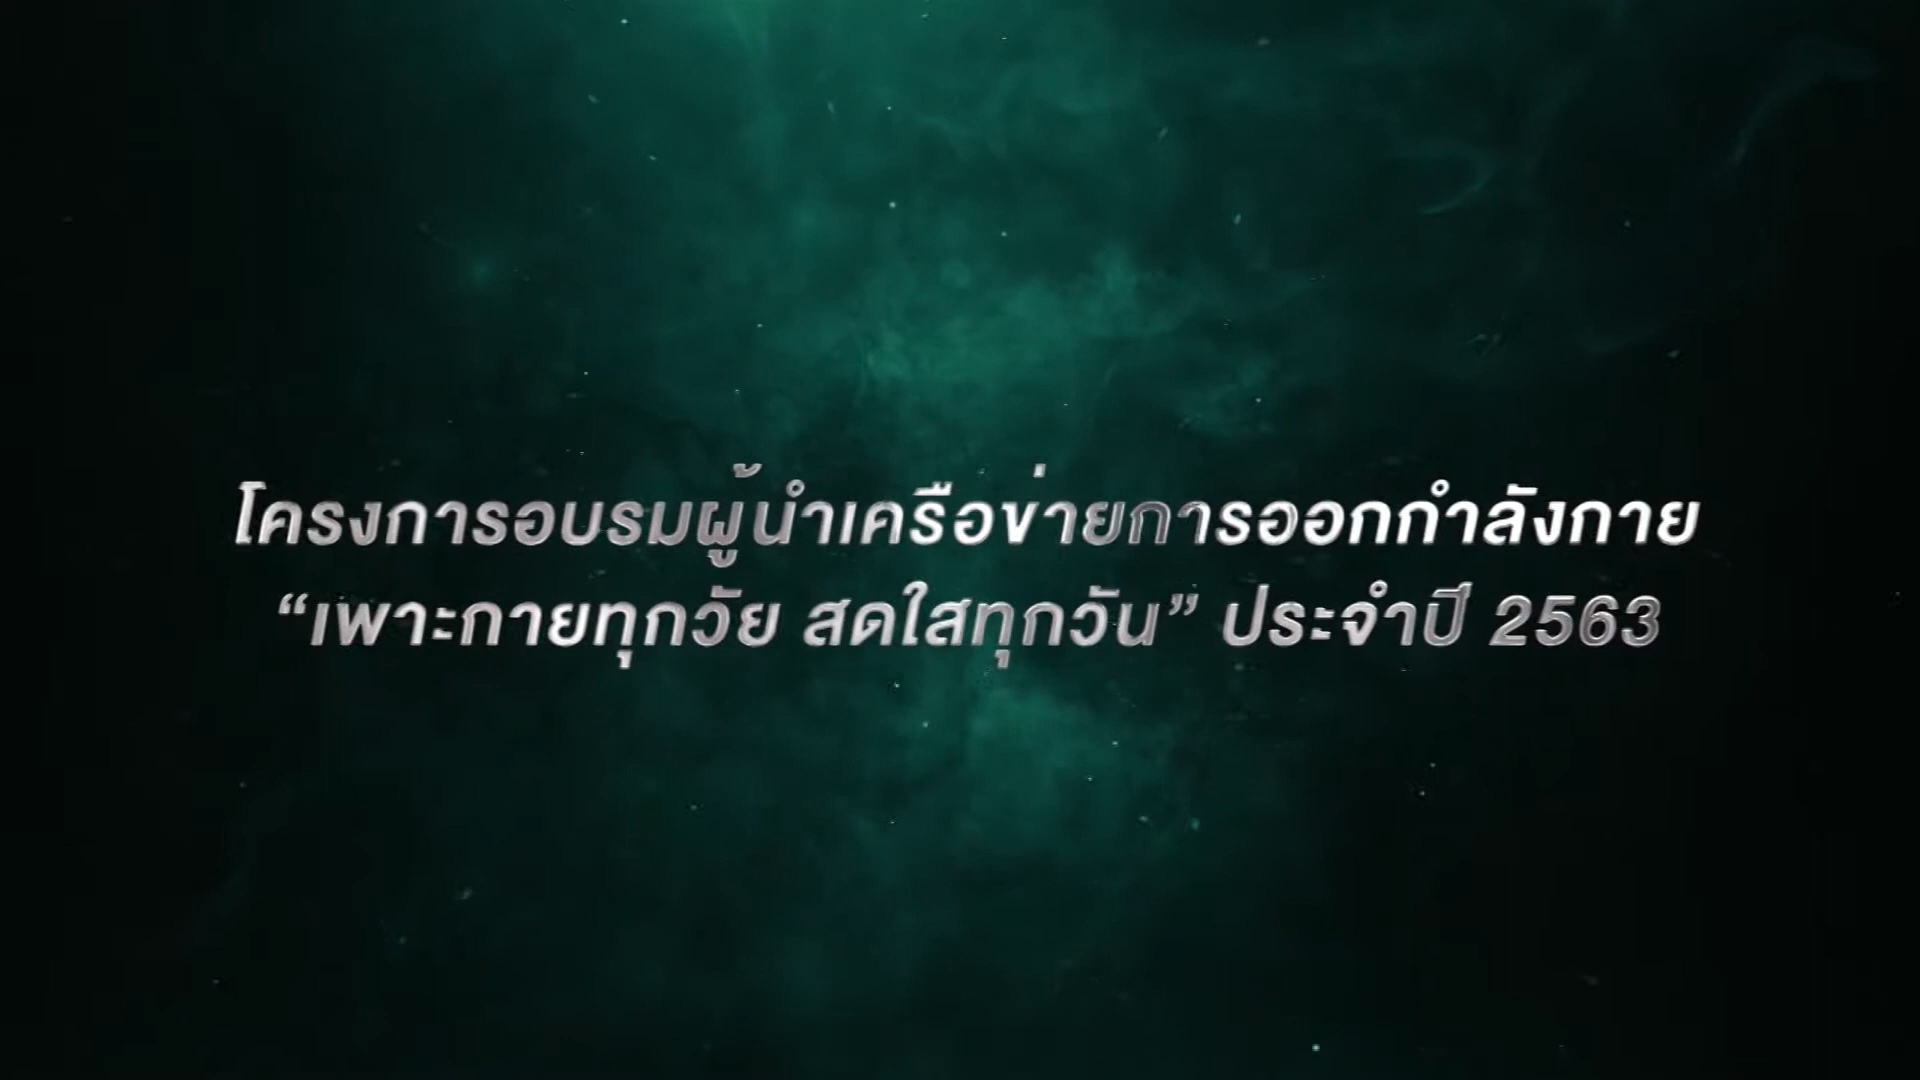 โครงการอบรมผู้นำเครือข่ายการออกกำลังกาย
“เพาะกายทุกวัย สดใสทุกวัน” ประจำปี 2563